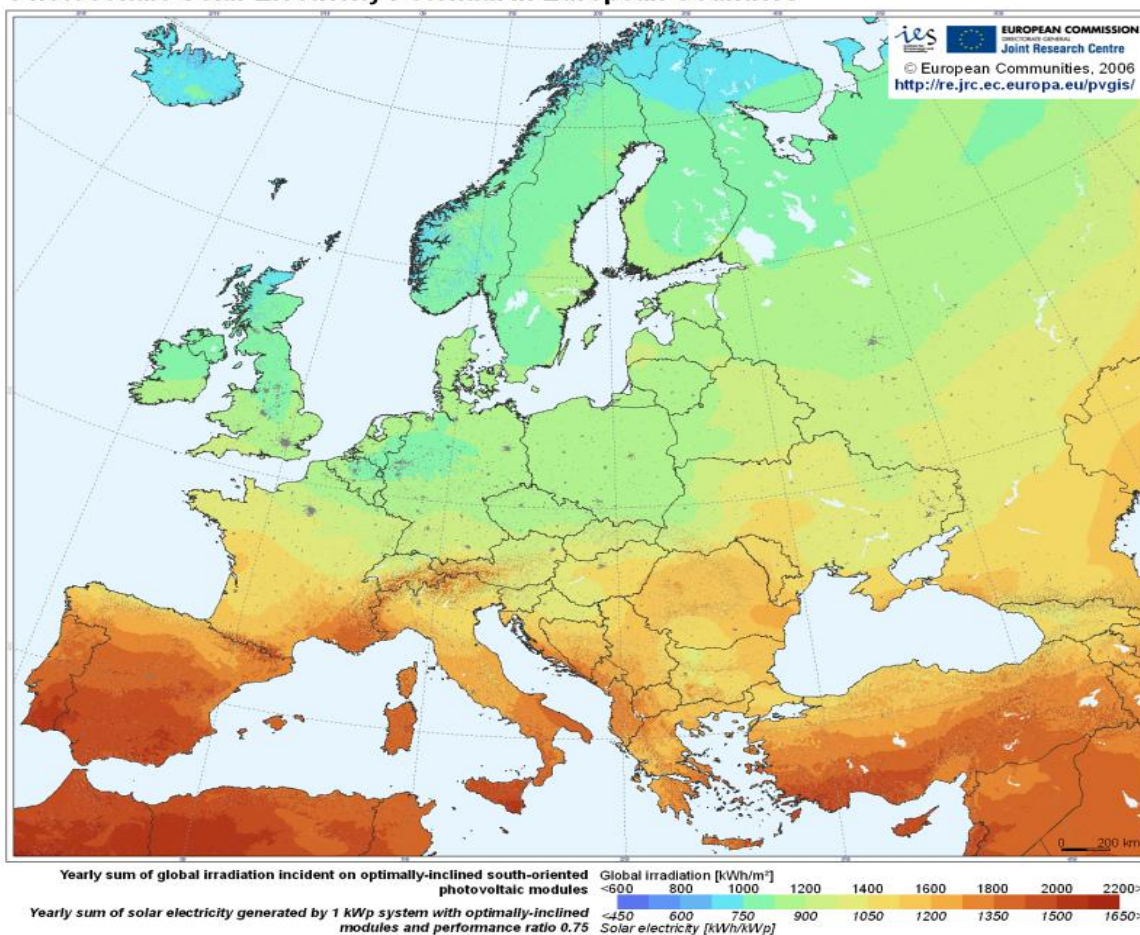 EUROPEAN COMMISSION
DIRECTORATE-GENERAL
Joint Research Centre
© European Communities, 2006
http://re.jrc.ec.europa.eu/pvgis/
0 200 km
Yearly sum of global irradiation incident on optimally-inclined south-oriented
photovoltaic modules
Global irradiation [kWh/m²]
<600 800 1000 1200 1400 1600 1800 2000 2200>
Yearly sum of solar electricity generated by 1 kWp system with optimally-inclined
modules and performance ratio 0.75
<450 600 750 900 1050 1200 1350 1500 1650>
Solar electricity [kWh/kWp]